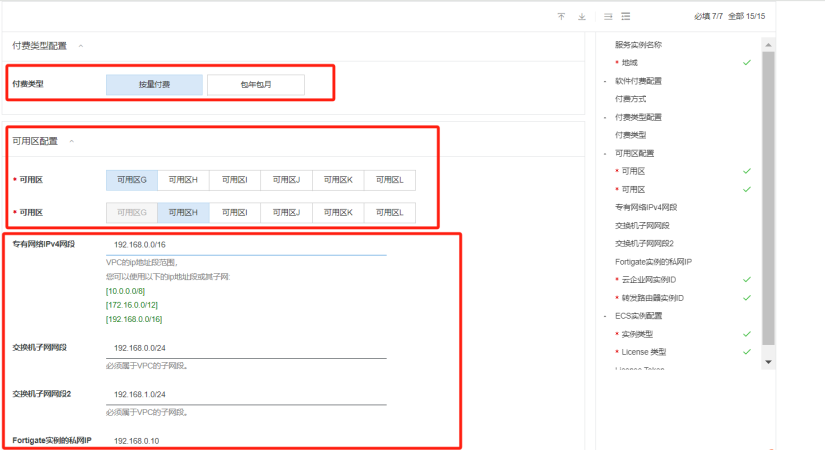 必填 7/7 全部 15/15
付费类型配置
付费类型 按量付费 包年包月
可用区配置
* 可用区 可用区G 可用区H 可用区I 可用区J 可用区K 可用区L
* 可用区 可用区G 可用区H 可用区I 可用区J 可用区K 可用区L
专有网络IPv4网段 192.168.0.0/16
VPC的ip地址段范围,
您可以使用以下的ip地址段或其子网:
[10.0.0.0/8]
[172.16.0.0/12]
[192.168.0.0/16]
交换机子网网段 192.168.0.0/24
必须属于VPC的子网段。
交换机子网网段2 192.168.1.0/24
必须属于VPC的子网段。
Fortigate实例的私网IP 192.168.0.10
服务实例名称
* 地域
- 软件付费配置
付费方式
- 付费类型配置
付费类型
- 可用区配置
* 可用区
* 可用区
专有网络IPv4网段
交换机子网网段
交换机子网网段2
Fortigate实例的私网IP
* 云企业网实例ID
* 转发路由器实例ID
- ECS实例配置
* 实例类型
* License 类型
License Token